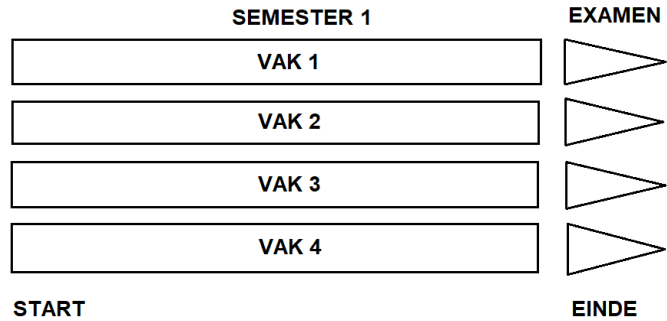 SEMESTER 1 EXAMEN
VAK 1
VAK 2
VAK 3
VAK 4
START EINDE